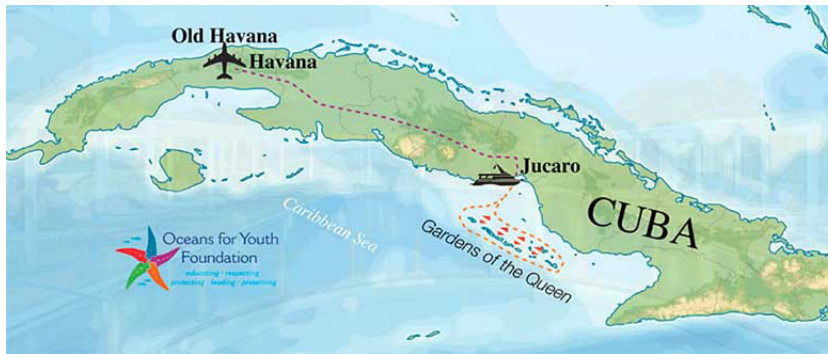 Old Havana
Havana
Jucaro
CUBA
Caribbean Sea
Gardens of the Queen
Oceans for Youth
Foundation
educating · respecting
protecting · leading · preserving